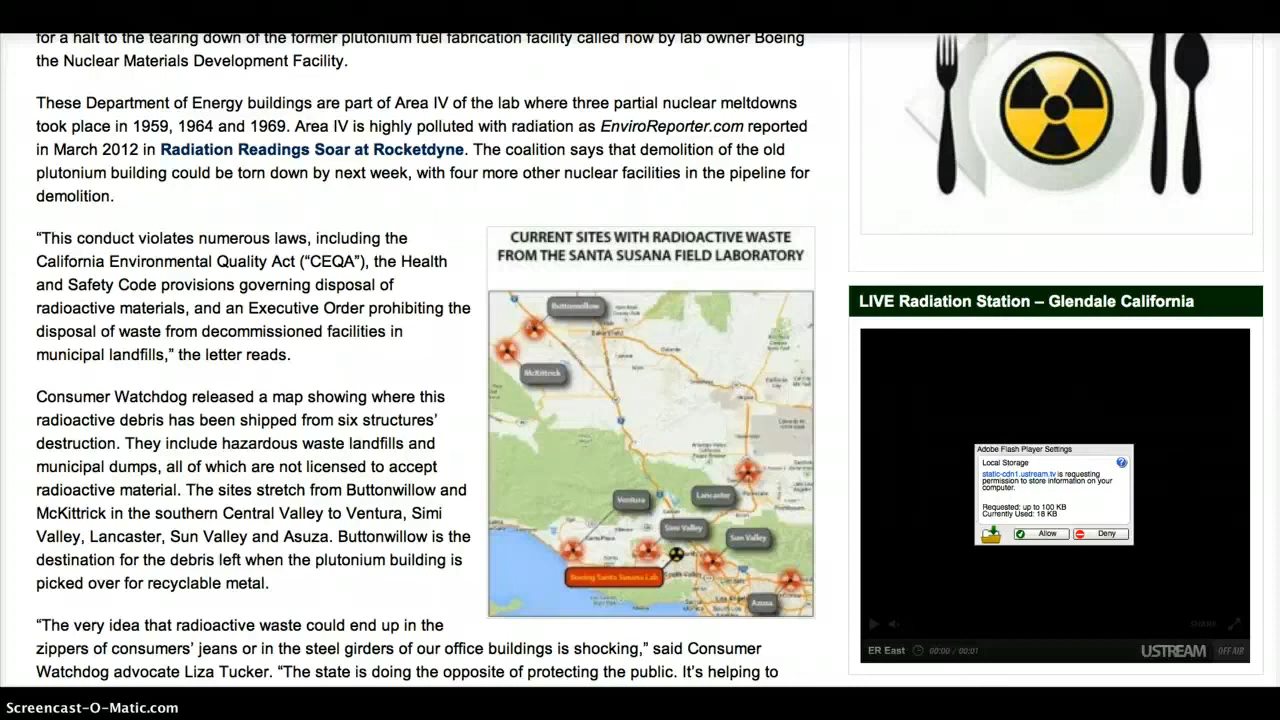 for a halt to the tearing down of the former plutonium fuel fabrication facility called now by lab owner Boeing
the Nuclear Materials Development Facility.
These Department of Energy buildings are part of Area IV of the lab where three partial nuclear meltdowns
took place in 1959, 1964 and 1969. Area IV is highly polluted with radiation as EnviroReporter.com reported
in March 2012 in Radiation Readings Soar at Rocketdyne. The coalition says that demolition of the old
plutonium building could be torn down by next week, with four more other nuclear facilities in the pipeline for
demolition.
“This conduct violates numerous laws, including the
California Environmental Quality Act (“CEQA”), the Health
and Safety Code provisions governing disposal of
radioactive materials, and an Executive Order prohibiting the
disposal of waste from decommissioned facilities in
municipal landfills,” the letter reads.
Consumer Watchdog released a map showing where this
radioactive debris has been shipped from six structures’
destruction. They include hazardous waste landfills and
municipal dumps, all of which are not licensed to accept
radioactive material. The sites stretch from Buttonwillow and
McKittrick in the southern Central Valley to Ventura, Simi
Valley, Lancaster, Sun Valley and Asuza. Buttonwillow is the
destination for the debris left when the plutonium building is
picked over for recyclable metal.
“The very idea that radioactive waste could end up in the
zippers of consumers’ jeans or in the steel girders of our office buildings is shocking,” said Consumer
Watchdog advocate Liza Tucker. “The state is doing the opposite of protecting the public. It’s helping to
CURRENT SITES WITH RADIOACTIVE WASTE
FROM THE SANTA SUSANA FIELD LABORATORY
Buttonwillow
McKittrick
Ventura
Lancaster
Simi Valley
Sun Valley
Boeing Santa Susana Lab
Azusa
LIVE Radiation Station – Glendale California
Adobe Flash Player Settings
Local Storage
static-cdn1.ustream.tv is requesting
permission to store information on your
computer.
Requested: up to 100 KB
Currently Used: 18 KB
Allow
Deny
SHARE
ER East
00:00 / 00:01
USTREAM
OFF AIR
Screencast-O-Matic.com